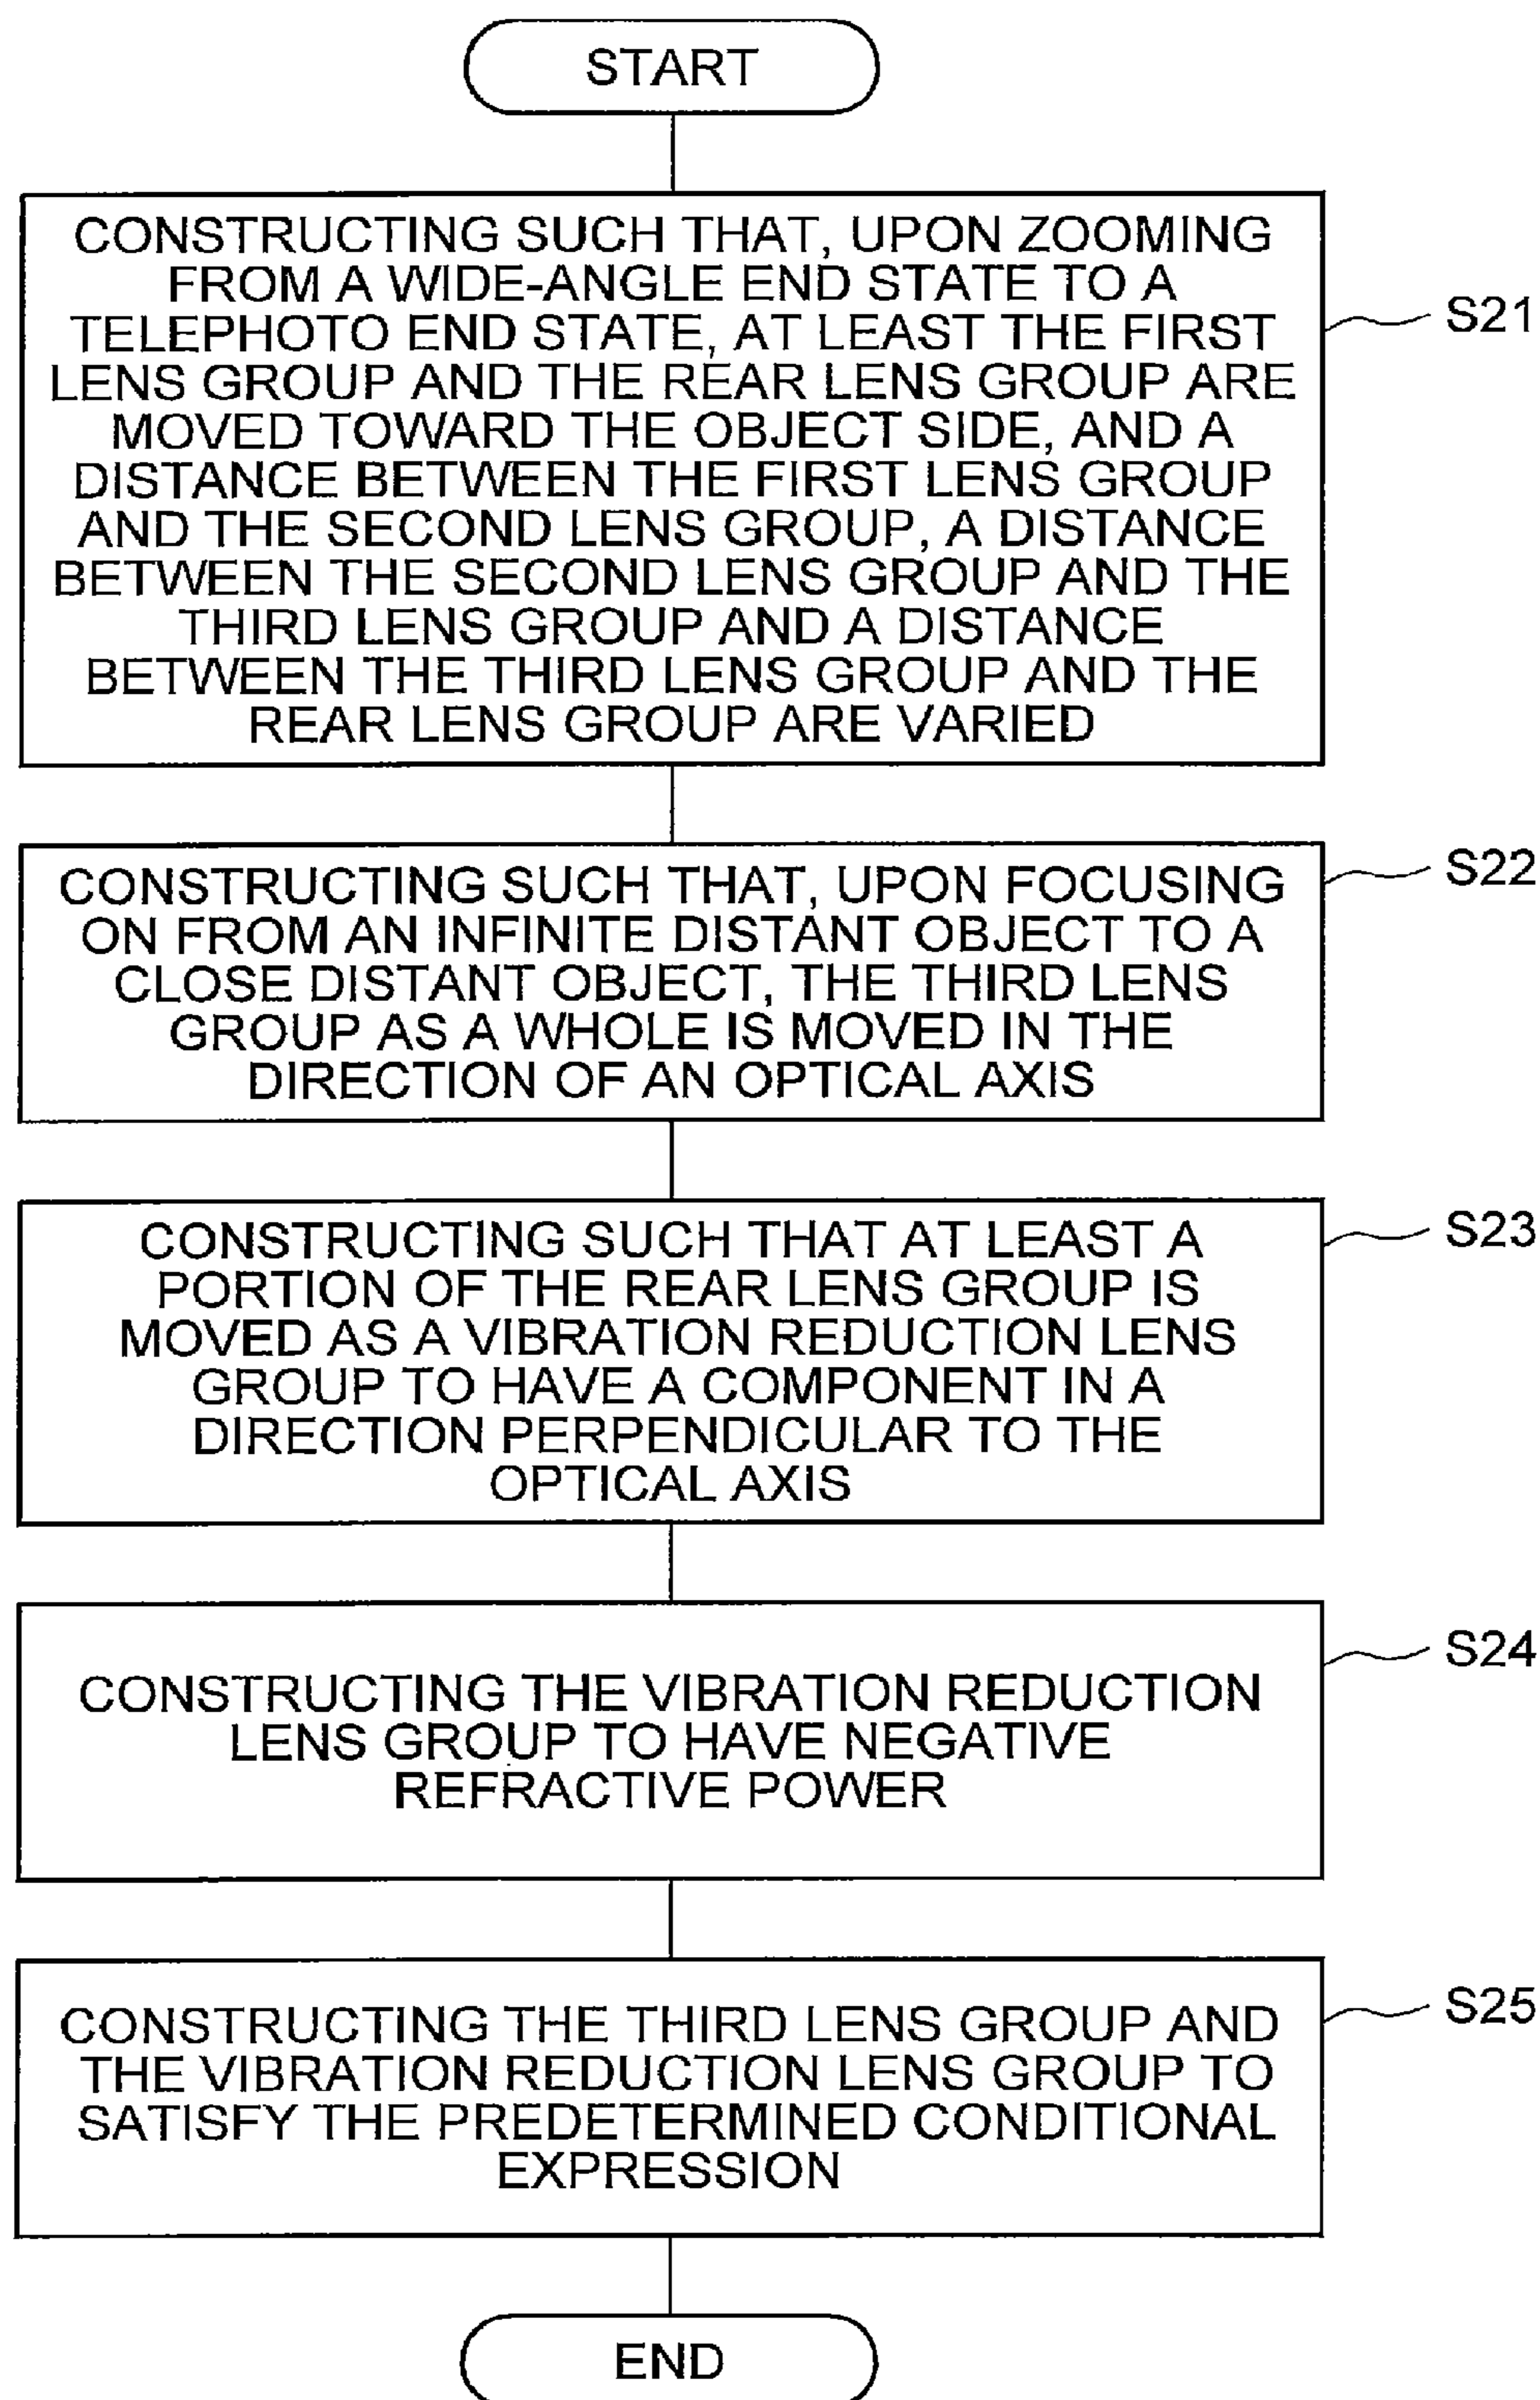 START
CONSTRUCTING SUCH THAT, UPON ZOOMING
FROM A WIDE-ANGLE END STATE TO A
TELEPHOTO END STATE, AT LEAST THE FIRST
LENS GROUP AND THE REAR LENS GROUP ARE
MOVED TOWARD THE OBJECT SIDE, AND A
DISTANCE BETWEEN THE FIRST LENS GROUP
AND THE SECOND LENS GROUP, A DISTANCE
BETWEEN THE SECOND LENS GROUP AND THE
THIRD LENS GROUP AND A DISTANCE
BETWEEN THE THIRD LENS GROUP AND THE
REAR LENS GROUP ARE VARIED
S21
CONSTRUCTING SUCH THAT, UPON FOCUSING
ON FROM AN INFINITE DISTANT OBJECT TO A
CLOSE DISTANT OBJECT, THE THIRD LENS
GROUP AS A WHOLE IS MOVED IN THE
DIRECTION OF AN OPTICAL AXIS
S22
CONSTRUCTING SUCH THAT AT LEAST A
PORTION OF THE REAR LENS GROUP IS
MOVED AS A VIBRATION REDUCTION LENS
GROUP TO HAVE A COMPONENT IN A
DIRECTION PERPENDICULAR TO THE
OPTICAL AXIS
S23
CONSTRUCTING THE VIBRATION REDUCTION
LENS GROUP TO HAVE NEGATIVE
REFRACTIVE POWER
S24
CONSTRUCTING THE THIRD LENS GROUP AND
THE VIBRATION REDUCTION LENS GROUP TO
SATISFY THE PREDETERMINED CONDITIONAL
EXPRESSION
S25
END